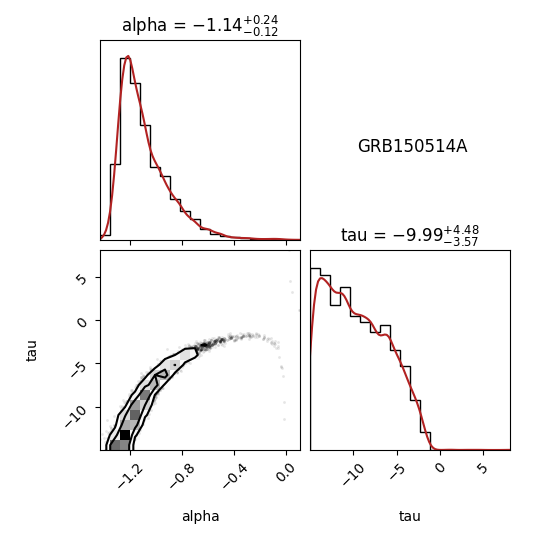 alpha = −1.14+0.24 −0.12
GRB150514A
tau = −9.99+4.48 −3.57
5
0
−5
−10
tau
−1.2 −0.8 −0.4 0.0
alpha
−10 −5 0 5
tau